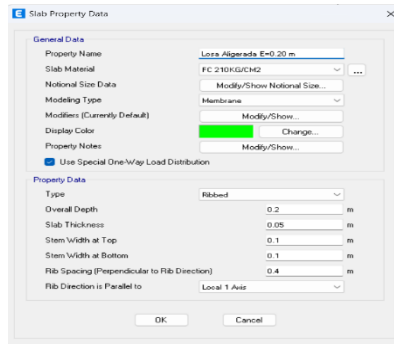 E Slab Property Data
General Data
Property Name Losa Aligerada E=0.20 m
Slab Material FC 210KG/CM2 ...
Notional Size Data Modify/Show Notional Size...
Modeling Type Membrane
Modifiers (Currently Default) Modify/Show...
Display Color Change...
Property Notes Modify/Show...
Use Special One-Way Load Distribution
Property Data
Type Ribbed
Overall Depth 0.2 m
Slab Thickness 0.05 m
Stem Width at Top 0.1 m
Stem Width at Bottom 0.1 m
Rib Spacing (Perpendicular to Rib Direction) 0.4 m
Rib Direction is Parallel to Local 1 Axis
OK Cancel